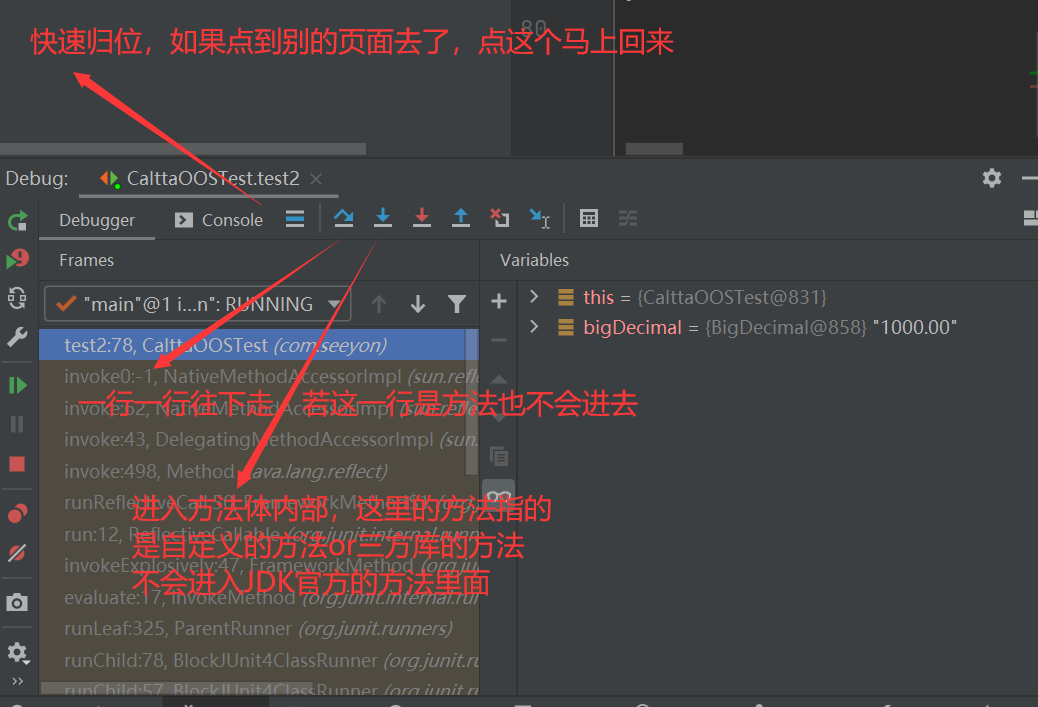 80
快速归位，如果点到别的页面去了，点这个马上回来
Debug:
CalttaOOSTest.test2
Debugger
Console
Frames
Variables
"main"@1 i...n": RUNNING
this = {CalttaOOSTest@831}
bigDecimal = {BigDecimal@858} "1000.00"
test2:78, CalttaOOSTest (com.seeyon)
invoke0:-1, NativeMethodAccessorImpl (sun.refl
一行一行往下走，若这一行是方法也不会进去
invoke:62, NativeMethodAccessorImpl (sun.refle
invoke:43, DelegatingMethodAccessorImpl (sun.
invoke:498, Method (java.lang.reflect)
runReflectiveCall:50, FrameworkMethod$1 (org.j
进入方法体内部，这里的方法指的
run:12, ReflectiveCallable (org.junit.internal.runn
是自定义的方法or三方库的方法
invokeExplosively:47, FrameworkMethod (org.ju
不会进入JDK官方的方法里面
evaluate:17, InvokeMethod (org.junit.internal.rur
runLeaf:325, ParentRunner (org.junit.runners)
runChild:78, BlockJUnit4ClassRunner (org.junit.ru
runChild:57, BlockJUnit4ClassRunner (org.junit.ru